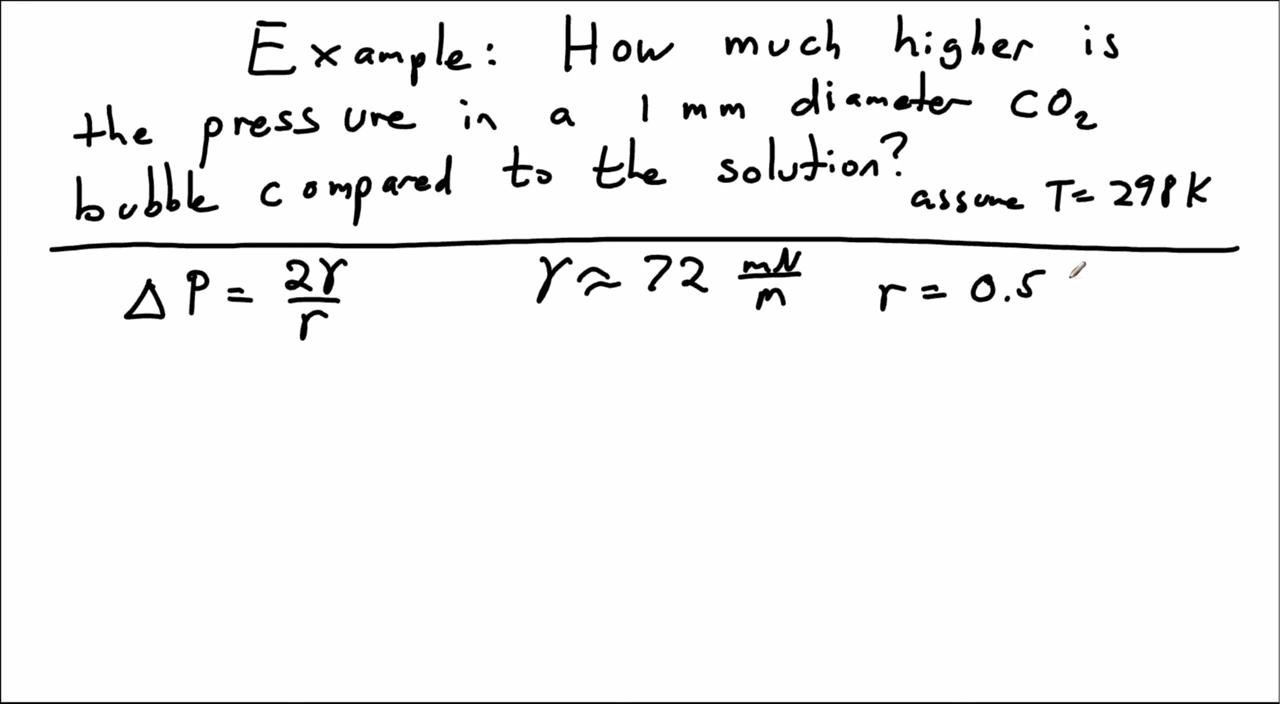 Example: How much higher is
the pressure in a 1 mm diameter CO₂
bubble compared to the solution?
assume T= 298K
ΔP = 2γ/r γ≈72 mN/m r = 0.5